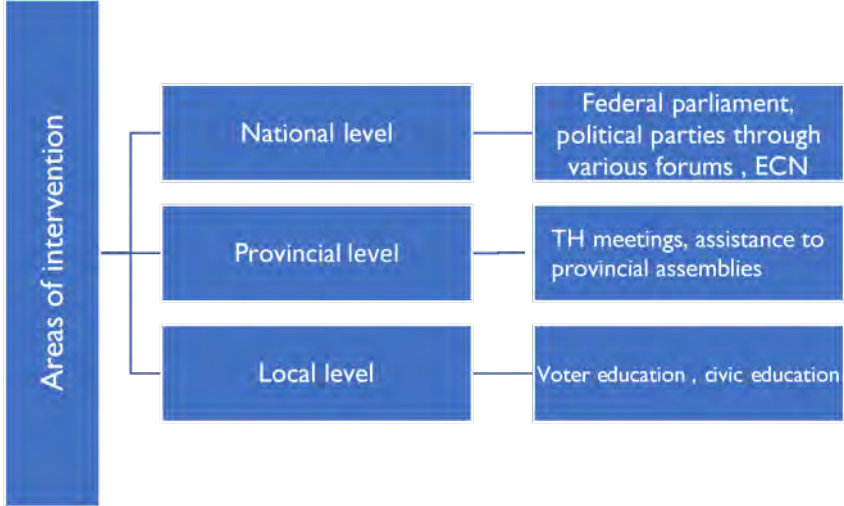 Areas of intervention
National level
Federal parliament,
political parties through
various forums , ECN
Provincial level
TH meetings, assistance to
provincial assemblies
Local level
Voter education , civic education